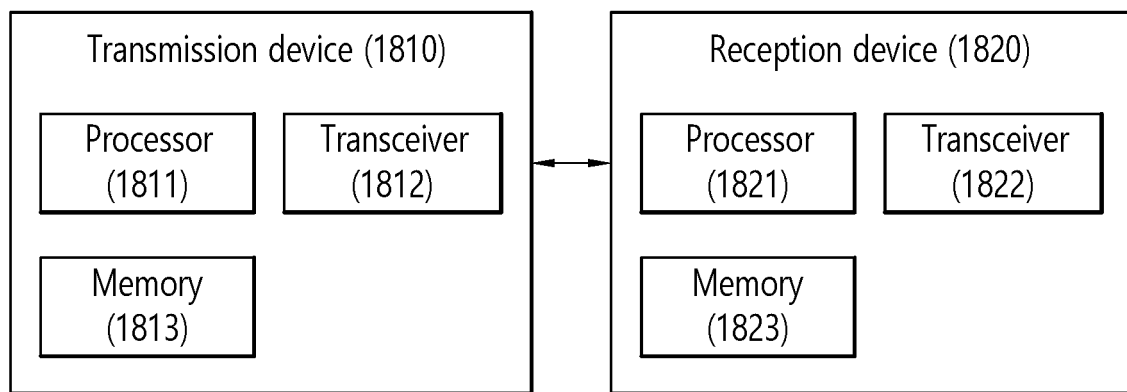 Transmission device (1810)
Processor
(1811)
Transceiver
(1812)
Memory
(1813)
Reception device (1820)
Processor
(1821)
Transceiver
(1822)
Memory
(1823)